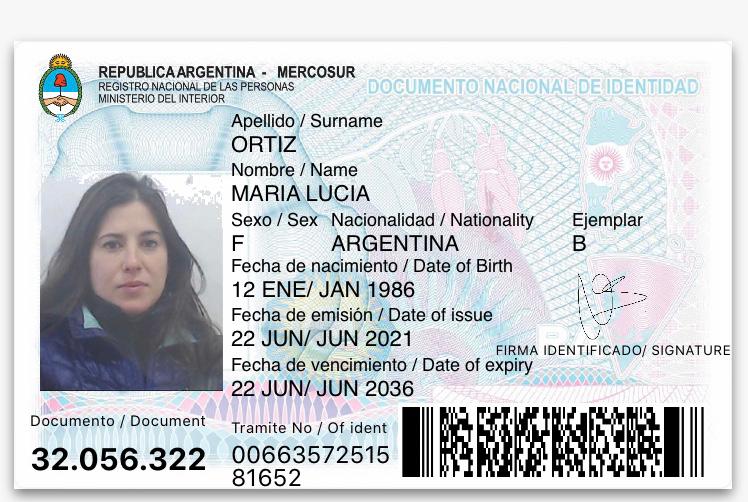 REPUBLICA ARGENTINA - MERCOSUR
REGISTRO NACIONAL DE LAS PERSONAS
MINISTERIO DEL INTERIOR
DOCUMENTO NACIONAL DE IDENTIDAD
Apellido / Surname
ORTIZ
Nombre / Name
MARIA LUCIA
Sexo / Sex Nacionalidad / Nationality Ejemplar
F ARGENTINA B
Fecha de nacimiento / Date of Birth
12 ENE/ JAN 1986
Fecha de emisión / Date of issue
22 JUN/ JUN 2021
FIRMA IDENTIFICADO/ SIGNATURE
Fecha de vencimiento / Date of expiry
22 JUN/ JUN 2036
Documento / Document
32.056.322
Tramite No / Of ident
00663572515
81652